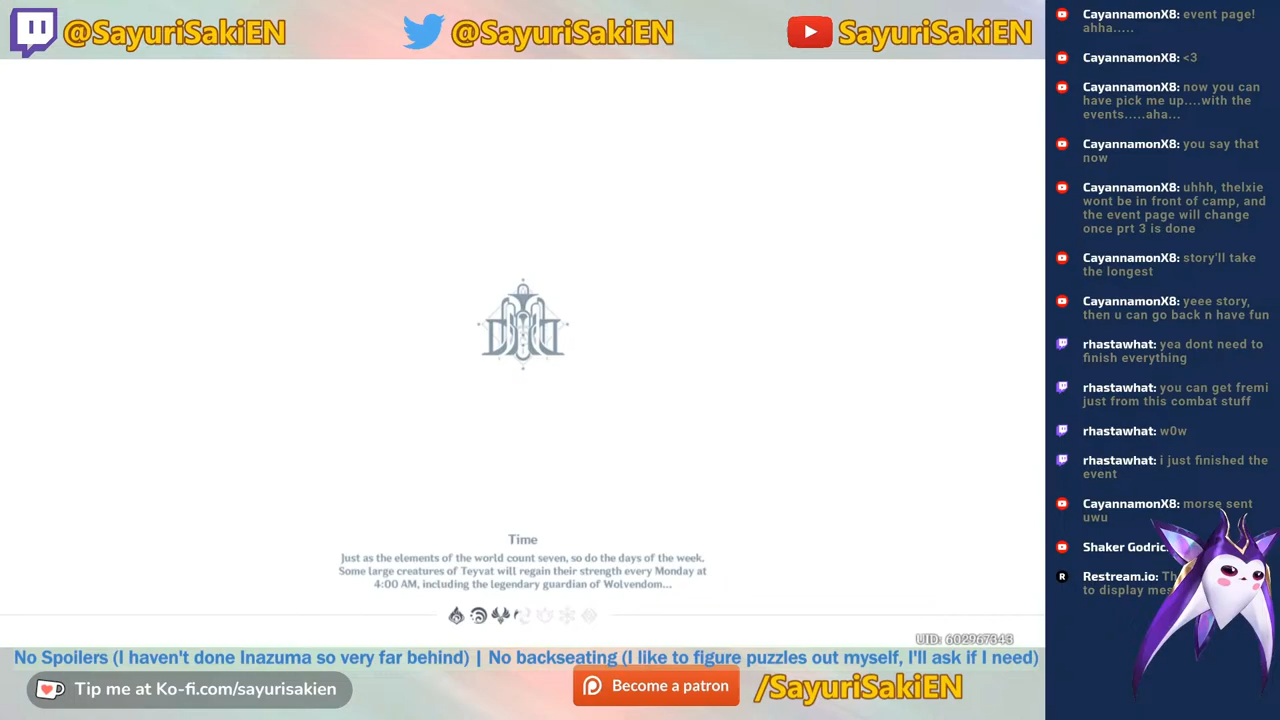 @SayuriSakiEN
@SayuriSakiEN
SayuriSakiEN
CayannamonX8: event page!
ahha.....
CayannamonX8: <3
CayannamonX8: now you can
have pick me up....with the
events.....aha...
CayannamonX8: you say that
now
CayannamonX8: uhhh, thelxie
wont be in front of camp, and
the event page will change
once prt 3 is done
CayannamonX8: story'll take
the longest
CayannamonX8: yeee story,
then u can go back n have fun
rhastawhat: yea dont need to
finish everything
rhastawhat: you can get fremi
just from this combat stuff
rhastawhat: w0w
rhastawhat: i just finished the
event
CayannamonX8: morse sent
uwu
Shaker Godric
R Restream.io: Th
to display mes
Time
Just as the elements of the world count seven, so do the days of the week.
Some large creatures of Teyvat will regain their strength every Monday at
4:00 AM, including the legendary guardian of Wolvendom...
UID: 602967343
No Spoilers (I haven't done Inazuma so very far behind) | No backseating (I like to figure puzzles out myself, I'll ask if I need)
Tip me at Ko-fi.com/sayurisakien
Become a patron
/SayuriSakiEN